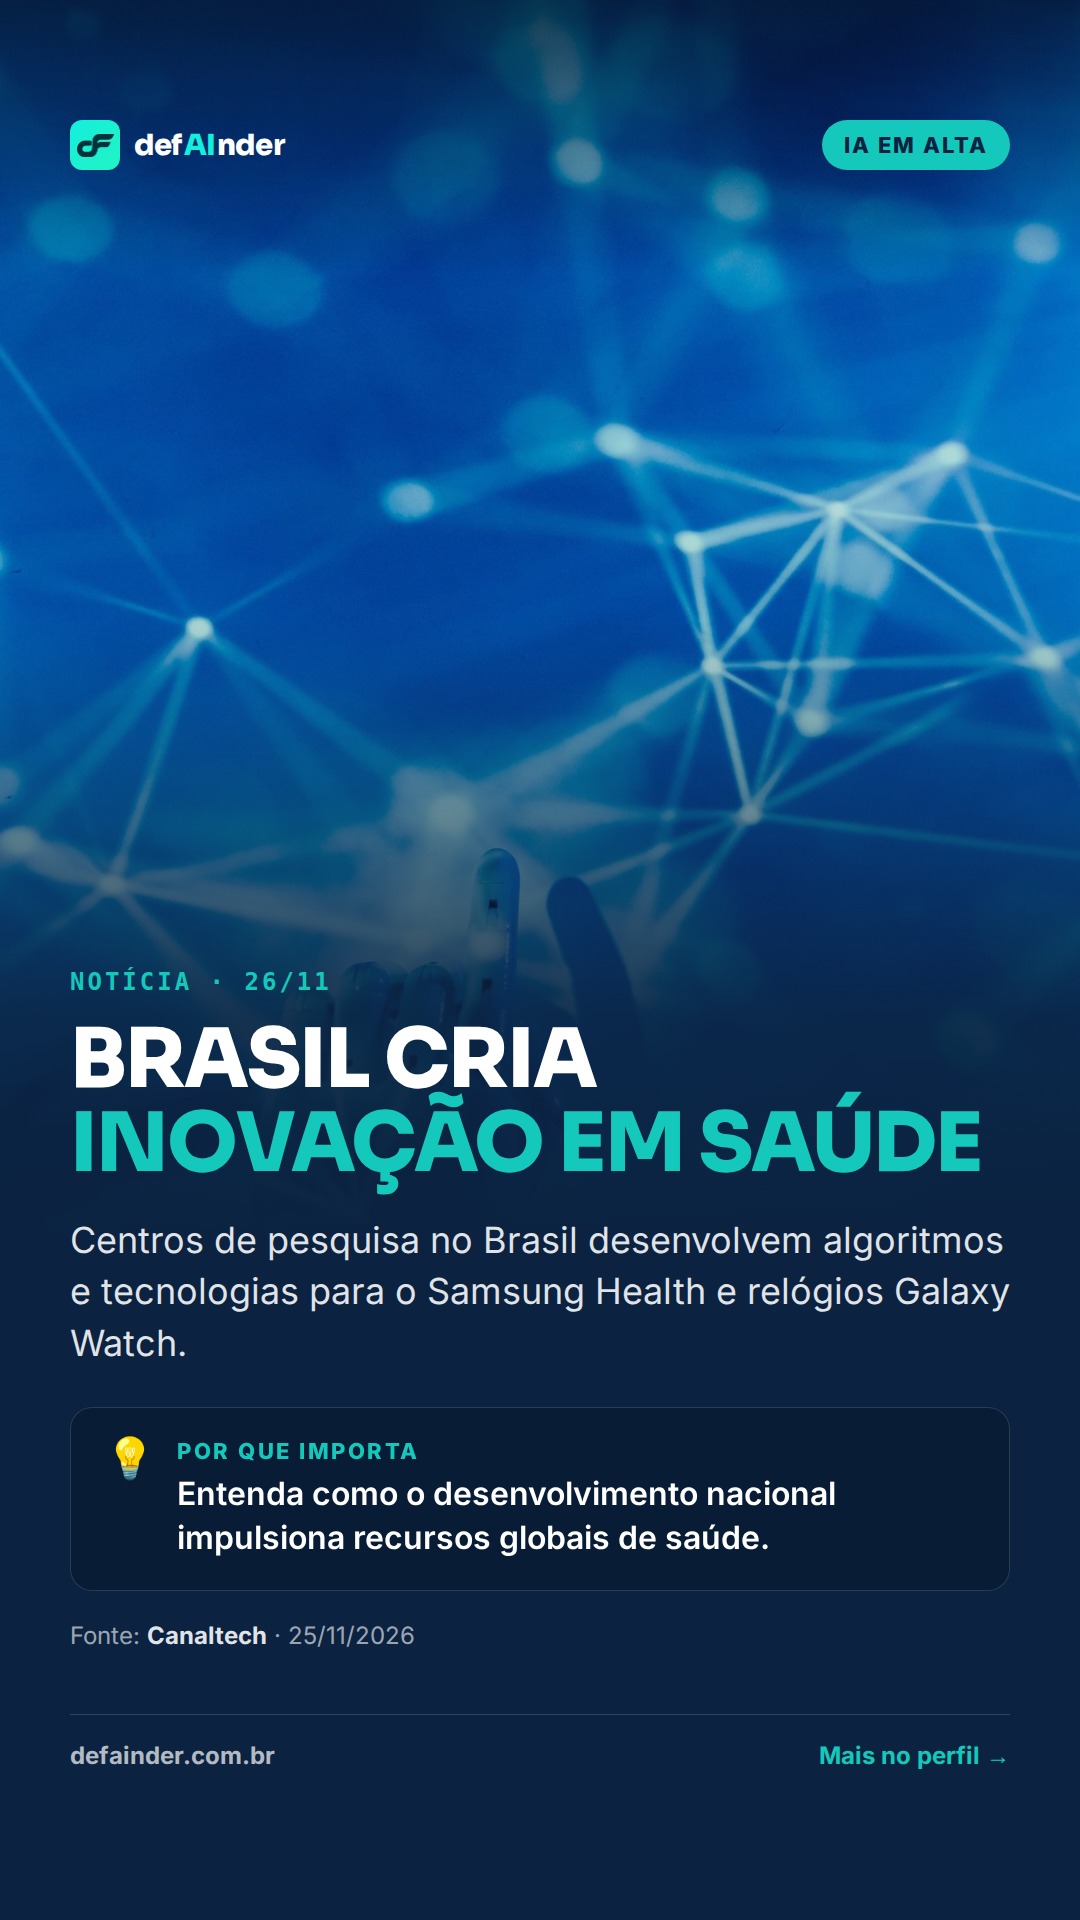 defAInder
IA EM ALTA
NOTÍCIA · 26/11
BRASIL CRIA
INOVAÇÃO EM SAÚDE
Centros de pesquisa no Brasil desenvolvem algoritmos
e tecnologias para o Samsung Health e relógios Galaxy
Watch.
POR QUE IMPORTA
Entenda como o desenvolvimento nacional
impulsiona recursos globais de saúde.
Fonte: Canaltech · 25/11/2026
defainder.com.br
Mais no perfil →